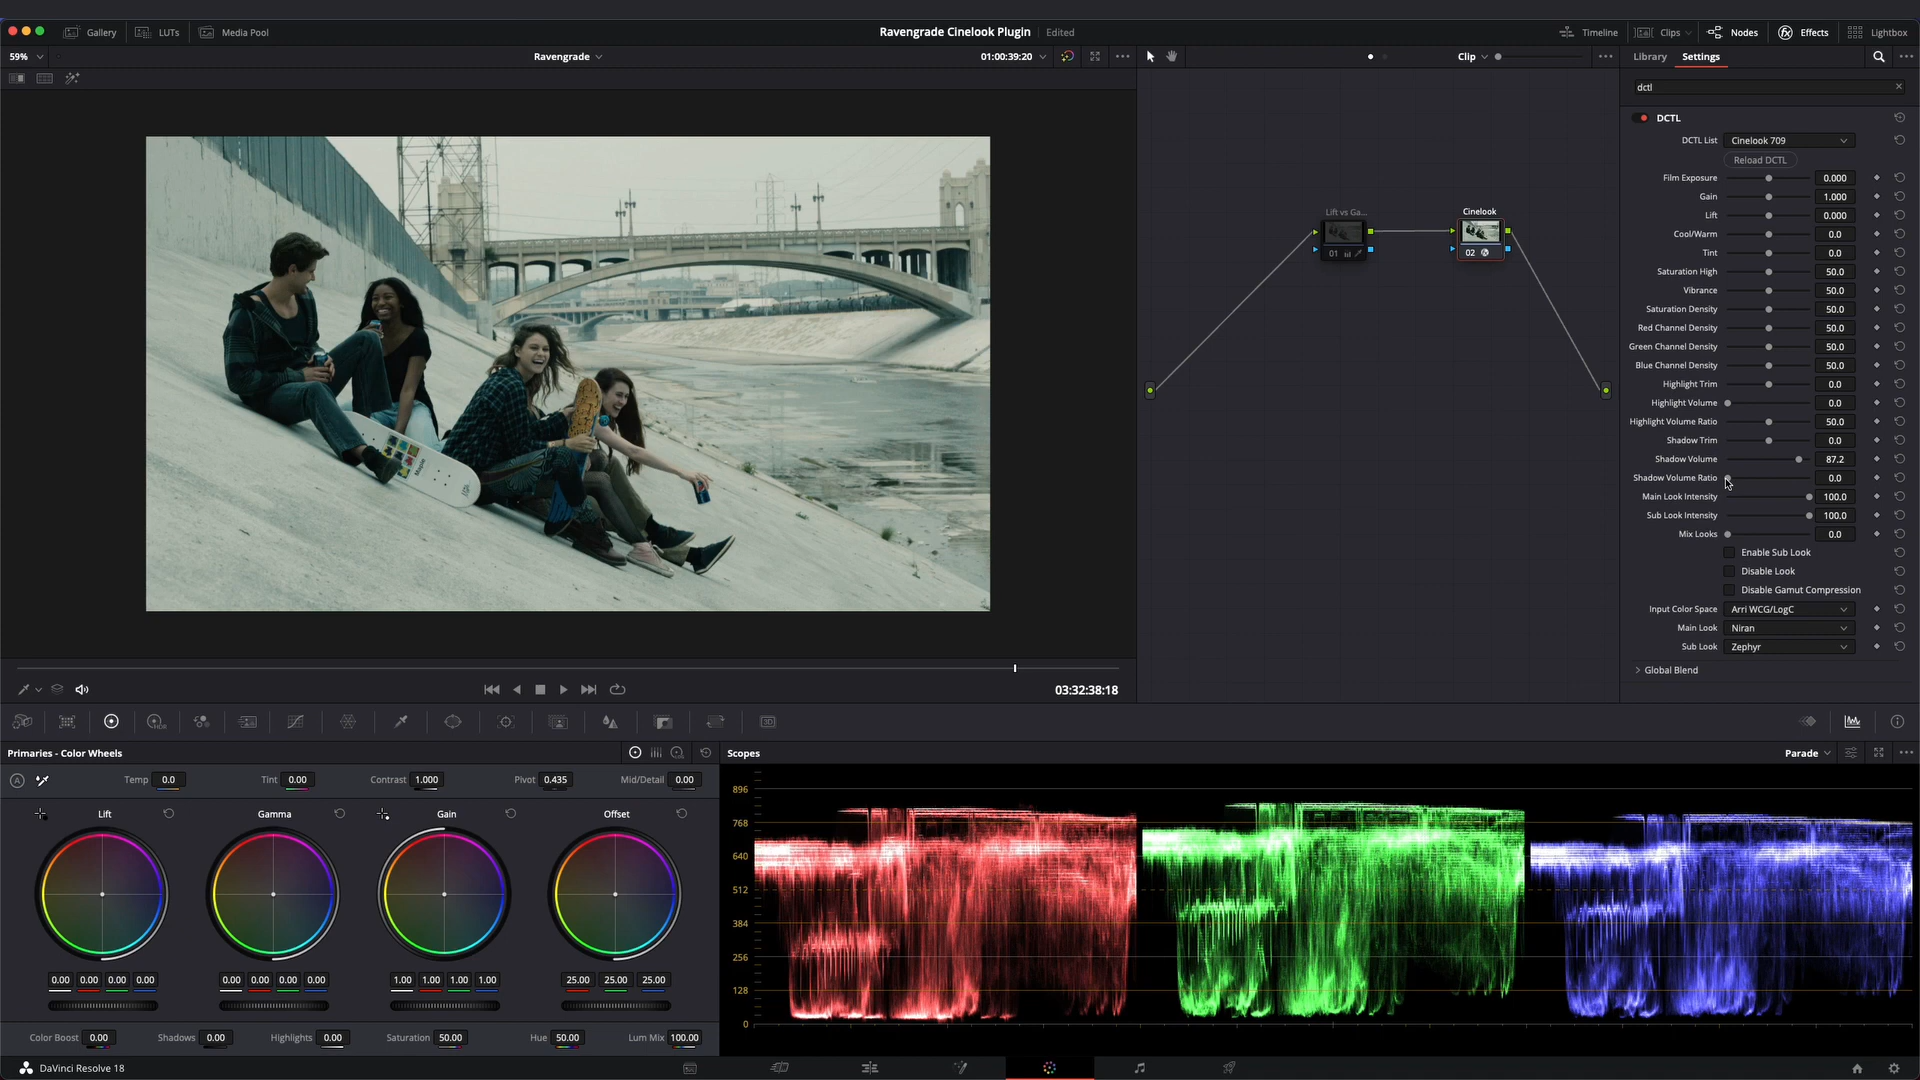 Gallery LUTs Media Pool Ravengrade Cinelook Plugin Edited Timeline Clips Nodes fx Effects Lightbox
59% Ravengrade 01:00:39:20 Clip Library Settings
dctl
DCTL
DCTL List Cinelook 709
Reload DCTL
Film Exposure 0.000
Gain 1.000
Lift 0.000
Cool/Warm 0.0
Tint 0.0
Saturation High 50.0
Vibrance 50.0
Saturation Density 50.0
Red Channel Density 50.0
Green Channel Density 50.0
Blue Channel Density 50.0
Highlight Trim 0.0
Highlight Volume 0.0
Highlight Volume Ratio 50.0
Shadow Trim 0.0
Shadow Volume 87.2
Shadow Volume Ratio 0.0
Main Look Intensity 100.0
Sub Look Intensity 100.0
Mix Looks 0.0
Enable Sub Look
Disable Look
Disable Gamut Compression
Input Color Space Arri WCG/LogC
Main Look Niran
Sub Look Zephyr
Global Blend
Lift vs Ga... Cinelook
01 02
03:32:38:18
HDR 3D
Primaries - Color Wheels Scopes Parade
A Temp 0.0 Tint 0.00 Contrast 1.000 Pivot 0.435 Mid/Detail 0.00
Lift Gamma Gain Offset
0.00 0.00 0.00 0.00 0.00 0.00 0.00 0.00 1.00 1.00 1.00 1.00 25.00 25.00 25.00
Color Boost 0.00 Shadows 0.00 Highlights 0.00 Saturation 50.00 Hue 50.00 Lum Mix 100.00
896
768
640
512
384
256
128
0
DaVinci Resolve 18